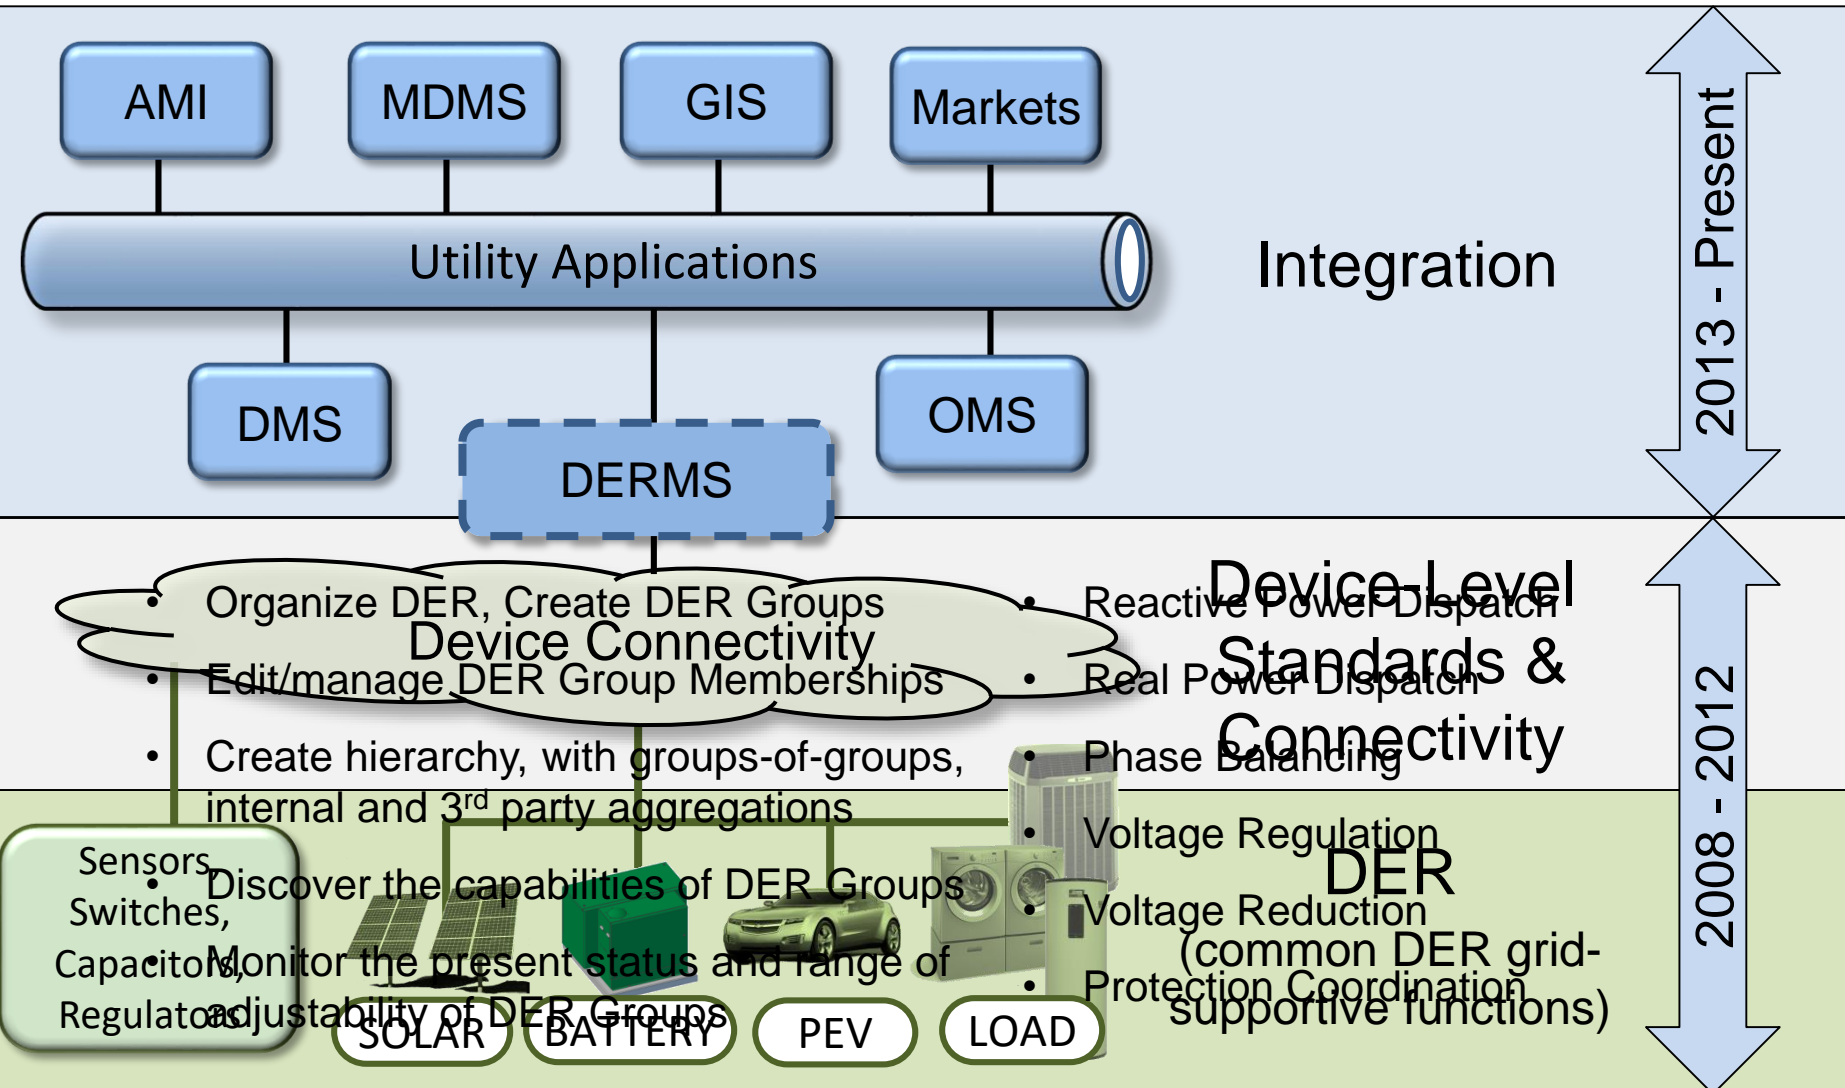 AMI
MDMS
GIS
Markets
Utility Applications
Integration
2013 - Present
DMS
OMS
DERMS
Device Connectivity
Device-Level
Standards &
Connectivity
2008 - 2012
• Organize DER, Create DER Groups
• Edit/manage DER Group Memberships
• Create hierarchy, with groups-of-groups,
internal and 3rd party aggregations
• Discover the capabilities of DER Groups
• Monitor the present status and range of
adjustability of DER Groups
• Reactive Power Dispatch
• Real Power Dispatch
• Phase Balancing
• Voltage Regulation
• Voltage Reduction
• Protection Coordination
DER
(common DER grid-
supportive functions)
Sensors,
Switches,
Capacitors,
Regulators
SOLAR
BATTERY
PEV
LOAD